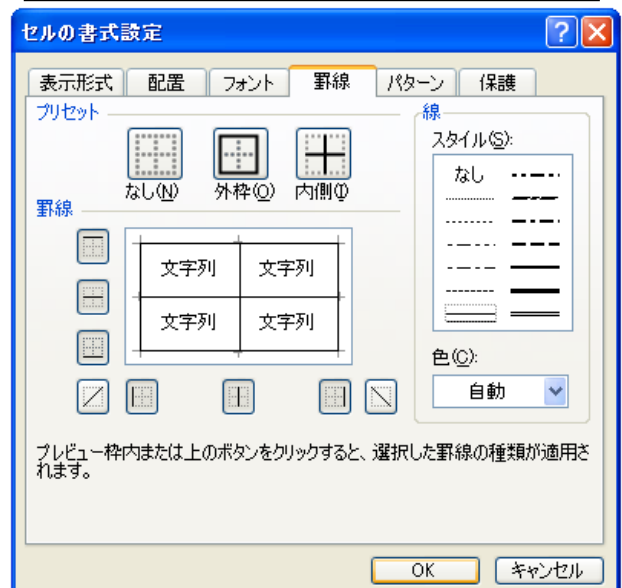 セルの書式設定
表示形式 配置 フォント 罫線 パターン 保護
プリセット
なし(N) 外枠(O) 内側(I)
線
スタイル(S):
なし
罫線
文字列 文字列
文字列 文字列
色(C):
自動
プレビュー枠内または上のボタンをクリックすると、選択した罫線の種類が適用さ
れます。
OK キャンセル